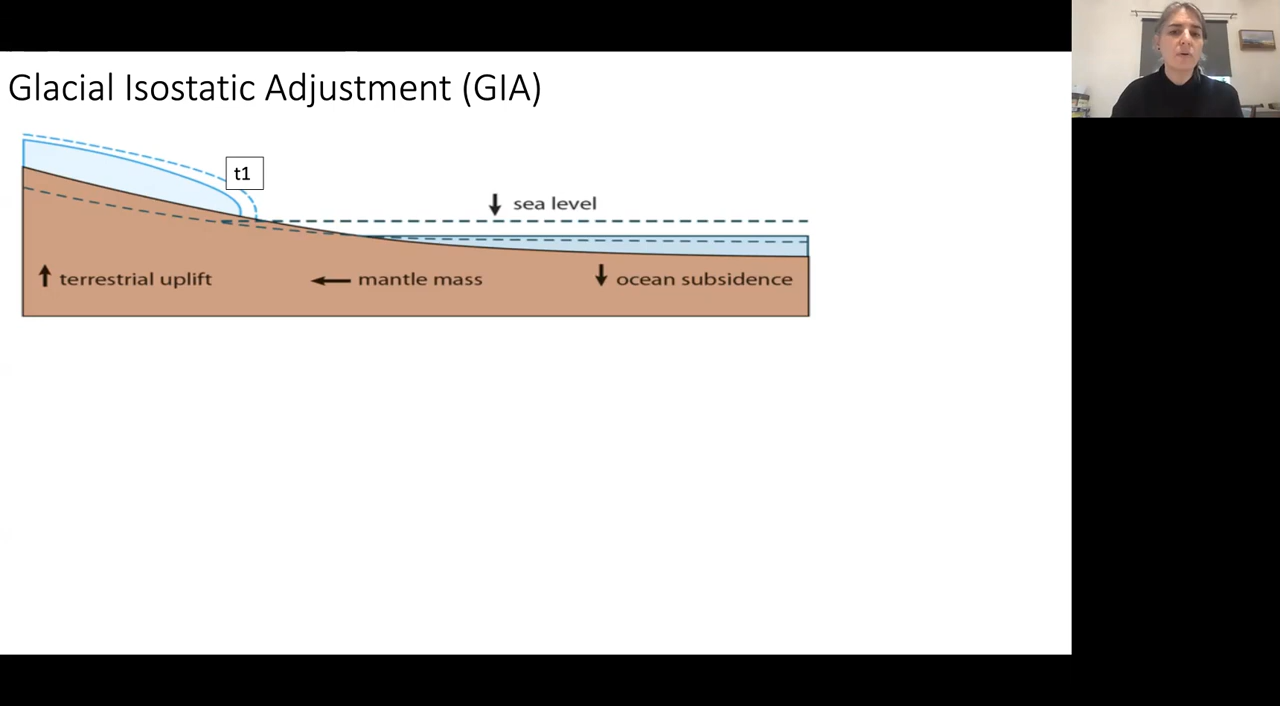 Glacial Isostatic Adjustment (GIA)
t1
sea level
terrestrial uplift
mantle mass
ocean subsidence